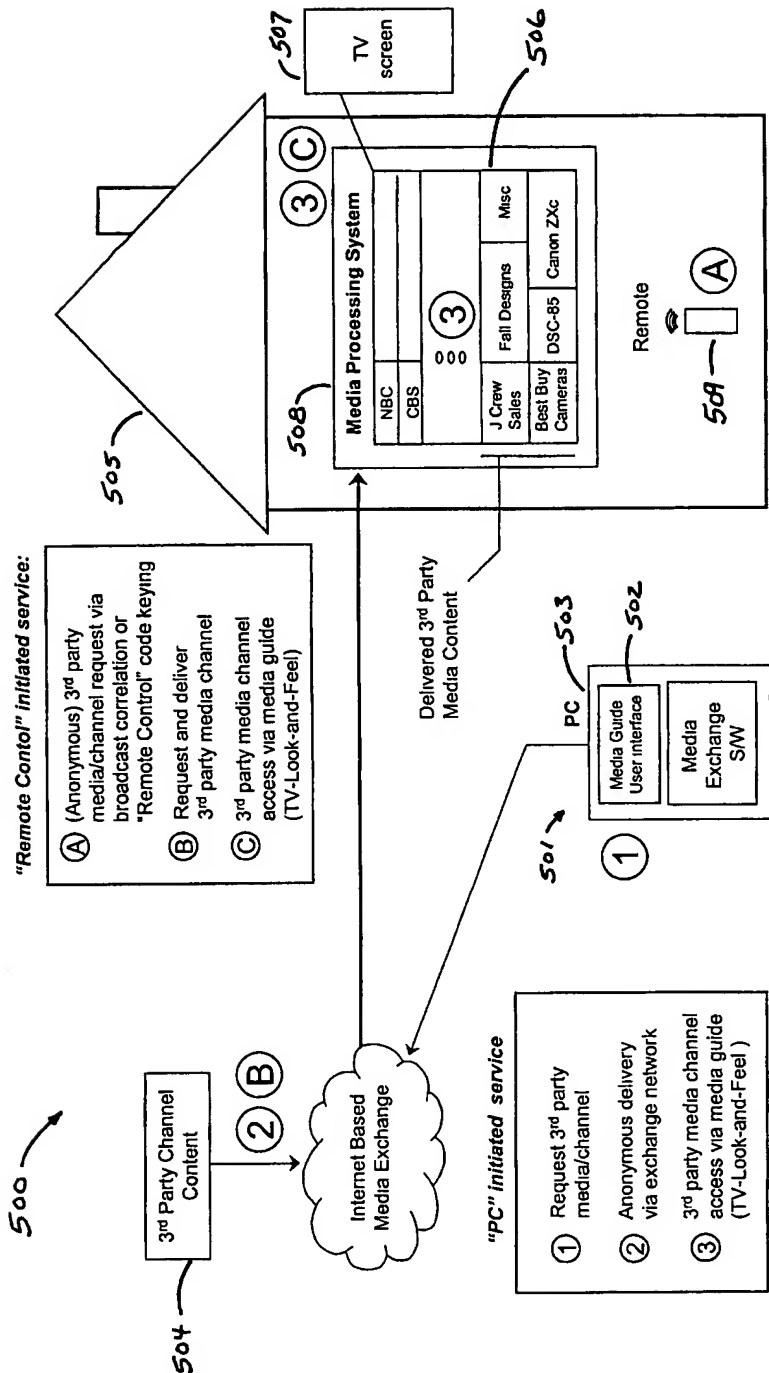 500
504
3rd Party Channel
Content
2 B
Internet Based
Media Exchange
"Remote Contol" initiated service:
A (Anonymous) 3rd party
media/channel request via
broadcast correlation or
"Remote Control" code keying
B Request and deliver
3rd party media channel
C 3rd party media channel
access via media guide
(TV-Look-and-Feel)
505
3 C
507
TV
screen
508
Media Processing System
NBC
CBS
000 3
J Crew
Sales
Fall Designs
Misc
Best Buy
Cameras
DSC-85
Canon ZXc
506
Delivered 3rd Party
Media Content
Remote
509
A
"PC" initiated service
1 Request 3rd party
media/channel
2 Anonymous delivery
via exchange network
3 3rd party media channel
access via media guide
(TV-Look-and-Feel )
501
1
PC
503
Media Guide
User interface
502
Media
Exchange
S/W